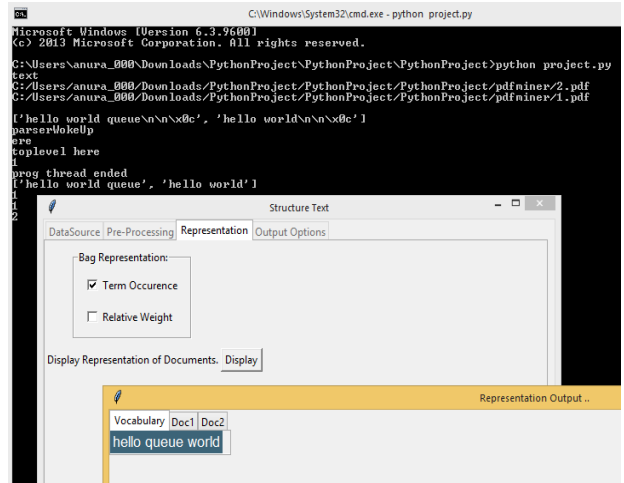 C:\Windows\System32\cmd.exe - python project.py
Microsoft Windows [Version 6.3.9600]
(c) 2013 Microsoft Corporation. All rights reserved.
C:\Users\anura_000\Downloads\PythonProject\PythonProject\PythonProject>python project.py
text
C:/Users/anura_000/Downloads/PythonProject/PythonProject/PythonProject/pdfminer/2.pdf
C:/Users/anura_000/Downloads/PythonProject/PythonProject/PythonProject/pdfminer/1.pdf
['hello world queue\n\n\x0c', 'hello world\n\n\x0c']
parserWokeUp
ere
toplevel here
1
prog thread ended
['hello world queue', 'hello world']
1
1
2
Structure Text
DataSource Pre-Processing Representation Output Options
Bag Representation:
Term Occurence
Relative Weight
Display Representation of Documents. Display
Representation Output ..
Vocabulary Doc1 Doc2
hello queue world